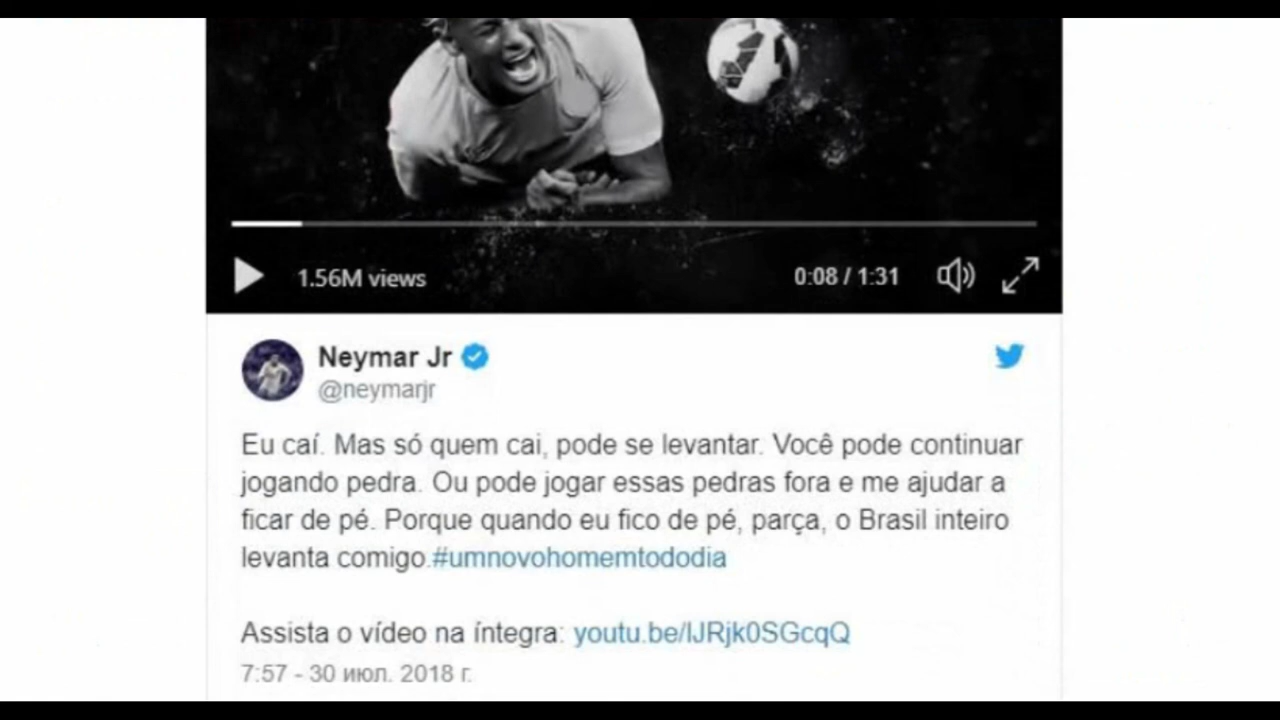 1.56M views
0:08 / 1:31
Neymar Jr
@neymarjr
Eu caí. Mas só quem cai, pode se levantar. Você pode continuar
jogando pedra. Ou pode jogar essas pedras fora e me ajudar a
ficar de pé. Porque quando eu fico de pé, parça, o Brasil inteiro
levanta comigo.#umnovohomemtododia
Assista o vídeo na íntegra: youtu.be/lJRjk0SGcqQ
7:57 - 30 июл. 2018 г.